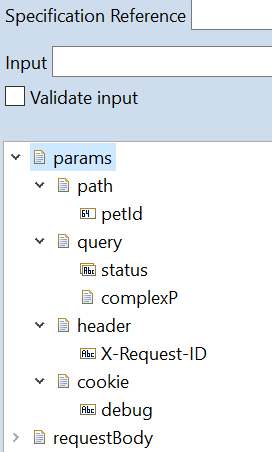 Specification Reference
Input
Validate input
params
path
64 petId
query
Abc status
complexP
header
Abc X-Request-ID
cookie
Abc debug
requestBody